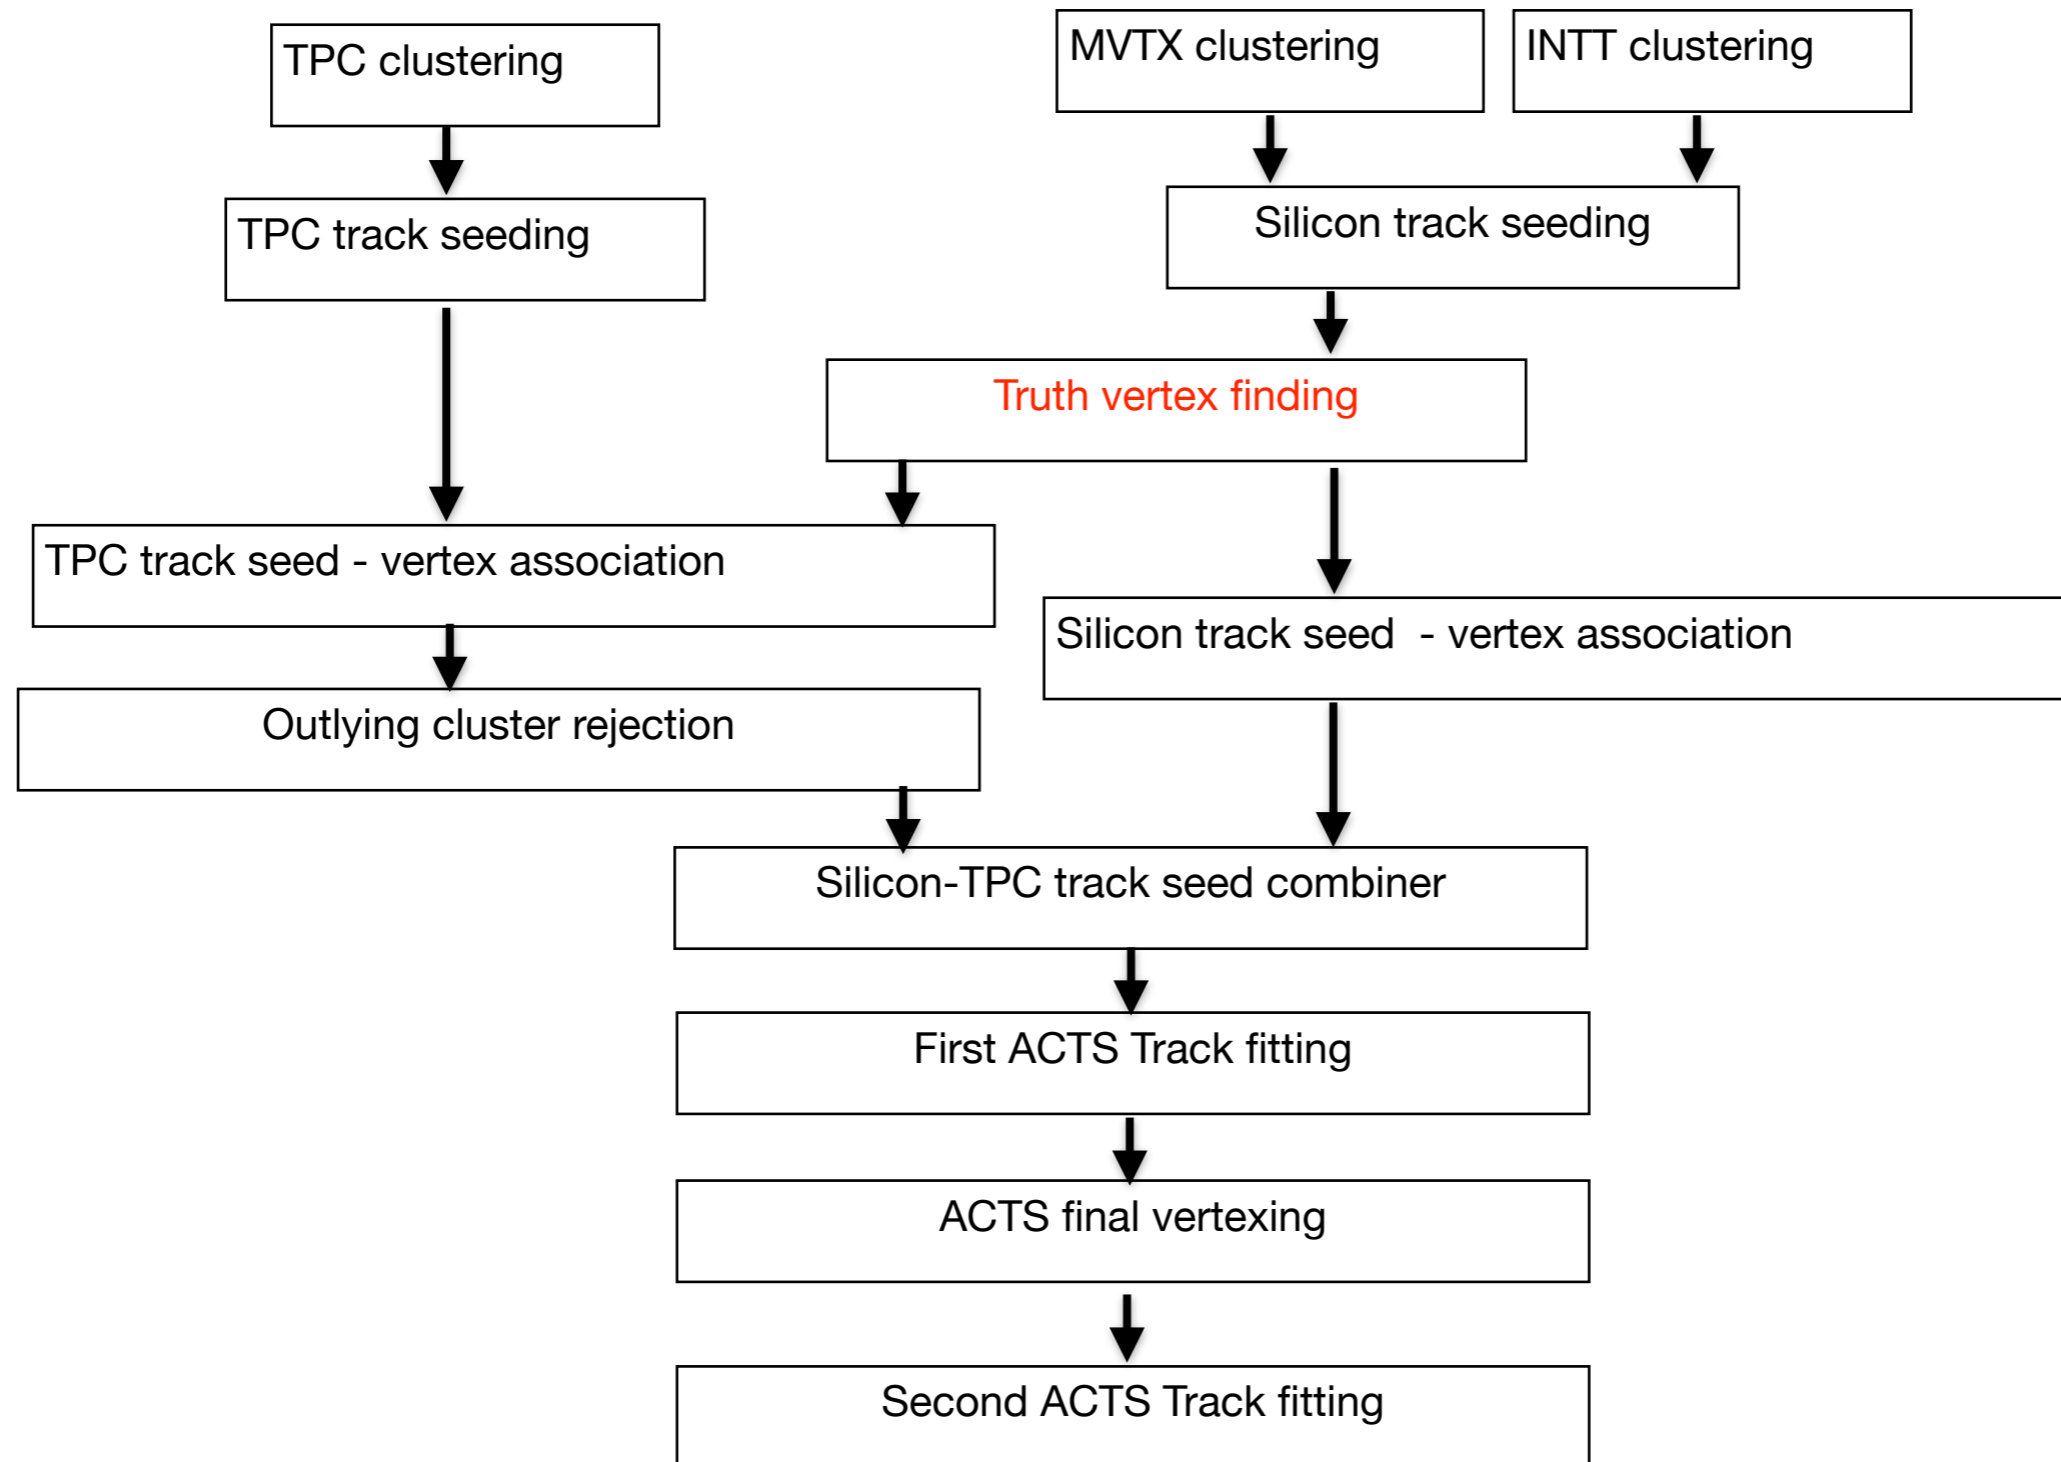 TPC clustering
MVTX clustering
INTT clustering
TPC track seeding
Silicon track seeding
Truth vertex finding
TPC track seed - vertex association
Silicon track seed  - vertex association
Outlying cluster rejection
Silicon-TPC track seed combiner
First ACTS Track fitting
ACTS final vertexing
Second ACTS Track fitting